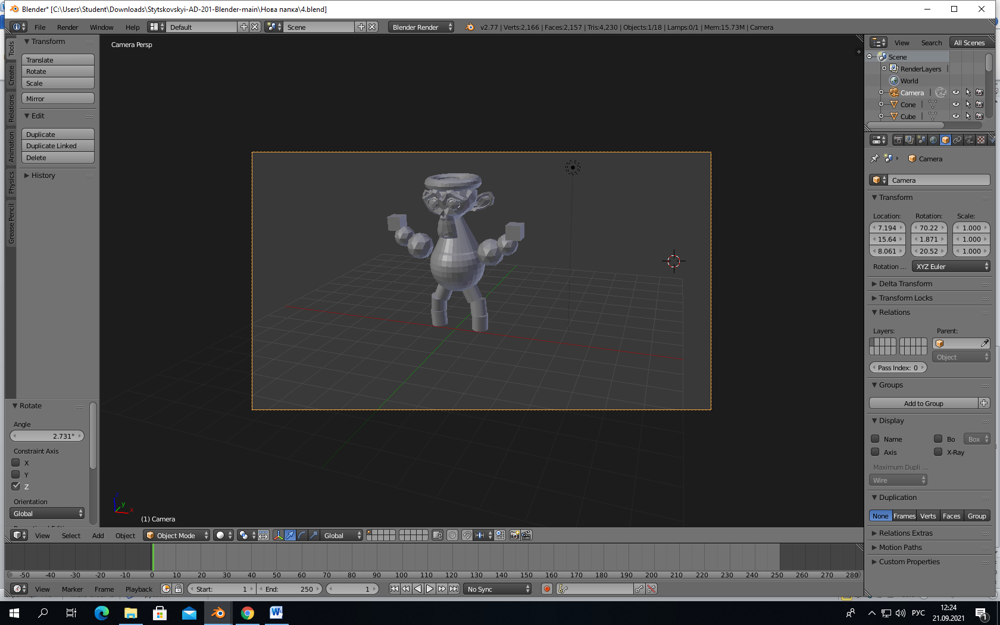 Blender* [C:\Users\Student\Downloads\Stytskovskyi-AD-201-Blender-main\Нова папка\4.blend]
File Render Window Help Default Scene Blender Render v2.77 | Verts:2,166 | Faces:2,157 | Tris:4,230 | Objects:1/18 | Lamps:0/1 | Mem:15.73M | Camera
Tools
Create
Relations
Animation
Physics
Grease Pencil
Transform
Translate
Rotate
Scale
Mirror
Edit
Duplicate
Duplicate Linked
Delete
History
Rotate
Angle
2.731°
Constraint Axis
X
Y
Z
Orientation
Global
Camera Persp
y
x
(1) Camera
View Select Add Object Object Mode Global
-50 -40 -30 -20 -10 0 10 20 30 40 50 60 70 80 90 100 110 120 130 140 150 160 170 180 190 200 210 220 230 240 250 260 270 280
View Marker Frame Playback Start: 1 End: 250 1 No Sync
View Search All Scenes
Scene
RenderLayers
World
Camera
Cone
Cube
Camera
Camera
Transform
Location: Rotation: Scale:
7.194 70.22 1.000
15.64 1.871 1.000
8.061 20.52 1.000
Rotation ... XYZ Euler
Delta Transform
Transform Locks
Relations
Layers: Parent:
Object
Pass Index: 0
Groups
Add to Group
Display
Name Bo Box
Axis X-Ray
Maximum Dupli ...
Wire
Duplication
None Frames Verts Faces Group
Relations Extras
Motion Paths
Custom Properties
РУС
12:24
21.09.2021
1